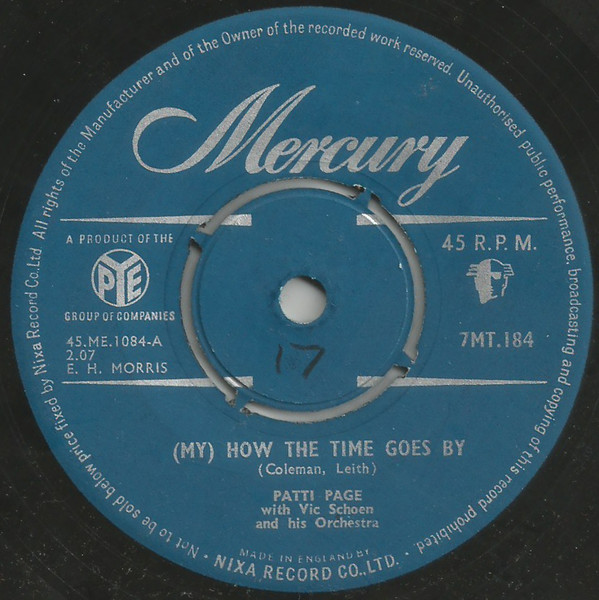 All rights of the Manufacturer and of the Owner of the recorded work reserved. Unauthorised public performance, broadcasting and copying of this record prohibited.
Mercury
A PRODUCT OF THE
PYE
GROUP OF COMPANIES
45.ME.1084-A
2.07
E. H. MORRIS
45 R.P.M.
7MT.184
17
(MY) HOW THE TIME GOES BY
(Coleman, Leith)
PATTI PAGE
with Vic Schoen
and his Orchestra
MADE IN ENGLAND BY
· NIXA RECORD CO., LTD. ·
Not to be sold below price fixed by Nixa Record Co. Ltd